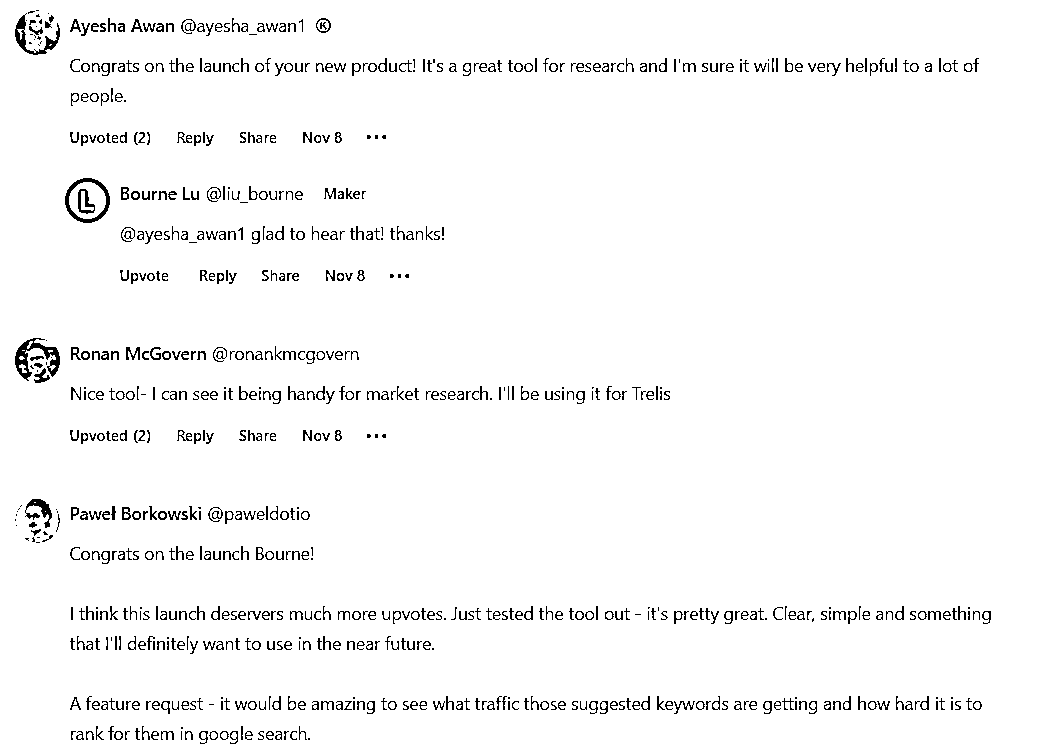 Ayesha Awan @ayesha_awan1 Ⓚ
Congrats on the launch of your new product! It's a great tool for research and I'm sure it will be very helpful to a lot of
people.
Upvoted (2) Reply Share Nov 8 •••
Bourne Lu @liu_bourne Maker
@ayesha_awan1 glad to hear that! thanks!
Upvote Reply Share Nov 8 •••
Ronan McGovern @ronankmcgovern
Nice tool- I can see it being handy for market research. I'll be using it for Trelis
Upvoted (2) Reply Share Nov 8 •••
Paweł Borkowski @paweldotio
Congrats on the launch Bourne!
I think this launch deservers much more upvotes. Just tested the tool out - it's pretty great. Clear, simple and something
that I'll definitely want to use in the near future.
A feature request - it would be amazing to see what traffic those suggested keywords are getting and how hard it is to
rank for them in google search.